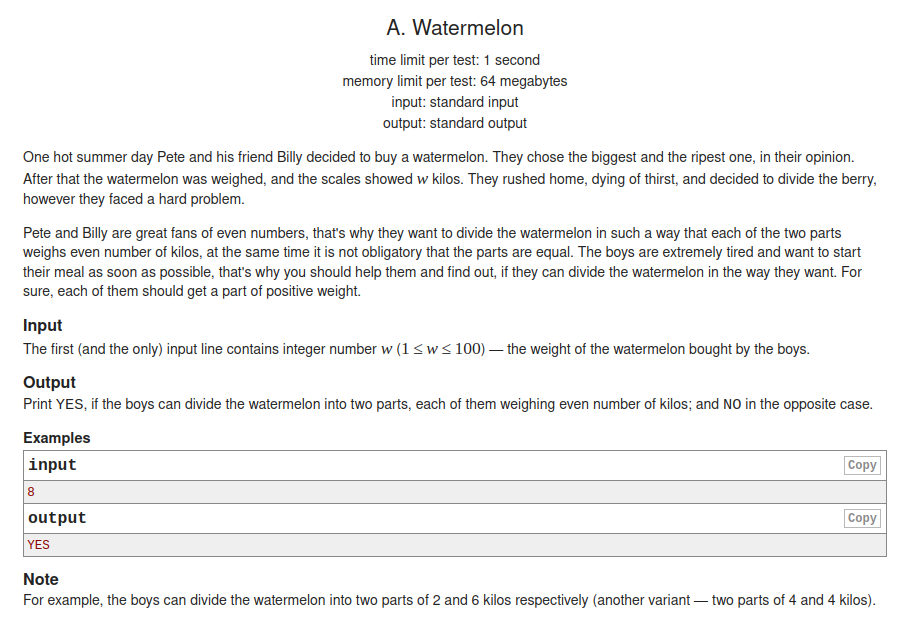 A. Watermelon
time limit per test: 1 second
memory limit per test: 64 megabytes
input: standard input
output: standard output
One hot summer day Pete and his friend Billy decided to buy a watermelon. They chose the biggest and the ripest one, in their opinion.
After that the watermelon was weighed, and the scales showed w kilos. They rushed home, dying of thirst, and decided to divide the berry,
however they faced a hard problem.
Pete and Billy are great fans of even numbers, that's why they want to divide the watermelon in such a way that each of the two parts
weighs even number of kilos, at the same time it is not obligatory that the parts are equal. The boys are extremely tired and want to start
their meal as soon as possible, that's why you should help them and find out, if they can divide the watermelon in the way they want. For
sure, each of them should get a part of positive weight.
Input
The first (and the only) input line contains integer number w (1 ≤ w ≤ 100) — the weight of the watermelon bought by the boys.
Output
Print YES, if the boys can divide the watermelon into two parts, each of them weighing even number of kilos; and NO in the opposite case.
Examples
input Copy
8
output Copy
YES
Note
For example, the boys can divide the watermelon into two parts of 2 and 6 kilos respectively (another variant — two parts of 4 and 4 kilos).